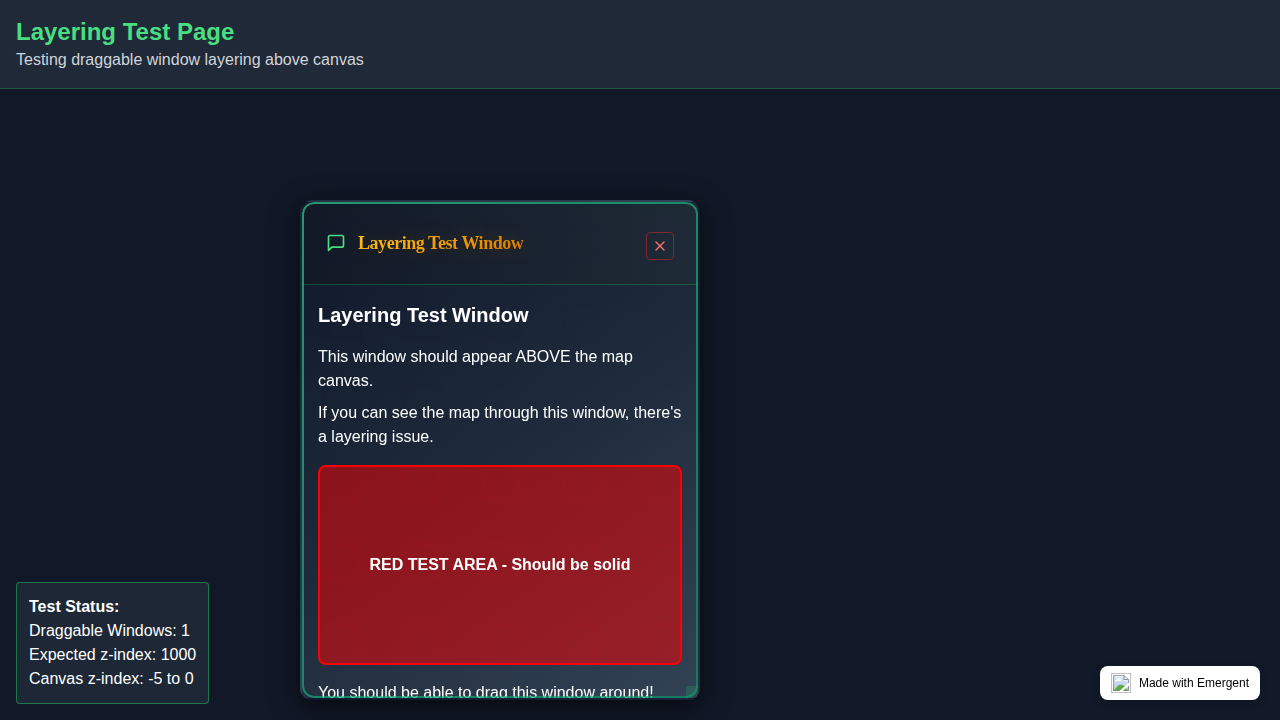 Layering Test Page
Testing draggable window layering above canvas
Layering Test Window
Layering Test Window
This window should appear ABOVE the map
canvas.
If you can see the map through this window, there's
a layering issue.
RED TEST AREA - Should be solid
You should be able to drag this window around!
Test Status:
Draggable Windows: 1
Expected z-index: 1000
Canvas z-index: -5 to 0
Made with Emergent